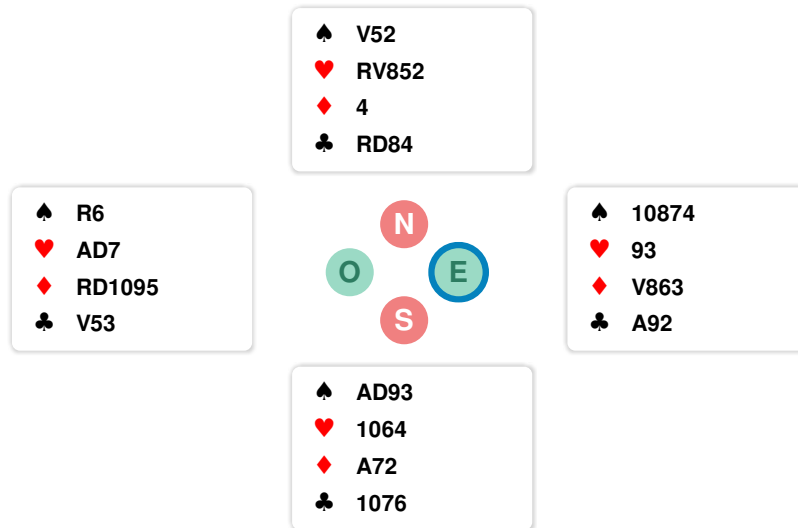 ♠ V52
♥ RV852
♦ 4
♣ RD84
♠ R6
♥ AD7
♦ RD1095
♣ V53
N
O
E
S
♠ 10874
♥ 93
♦ V863
♣ A92
♠ AD93
♥ 1064
♦ A72
♣ 1076